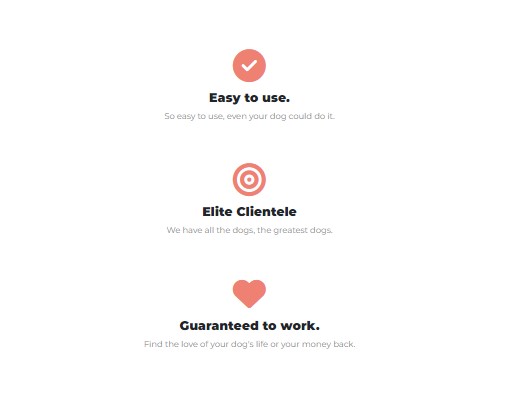 Easy to use.
So easy to use, even your dog could do it.
Elite Clientele
We have all the dogs, the greatest dogs.
Guaranteed to work.
Find the love of your dog's life or your money back.